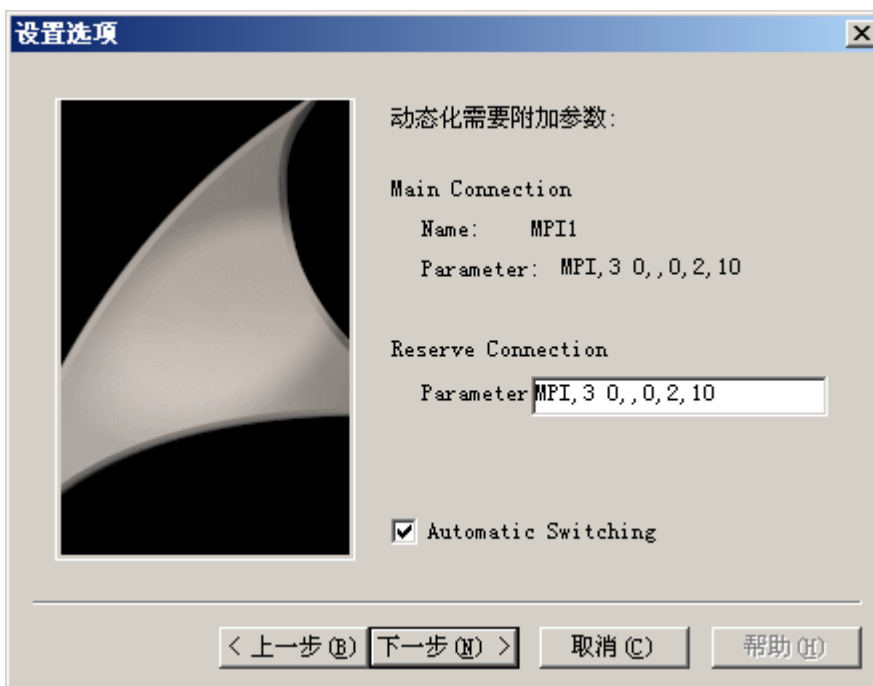 设置选项
动态化需要附加参数:
Main Connection
Name: MPI1
Parameter: MPI,3 0,,0,2,10
Reserve Connection
Parameter MPI,3 0,,0,2,10
Automatic Switching
< 上一步(B) 下一步(N) > 取消(C) 帮助(H)